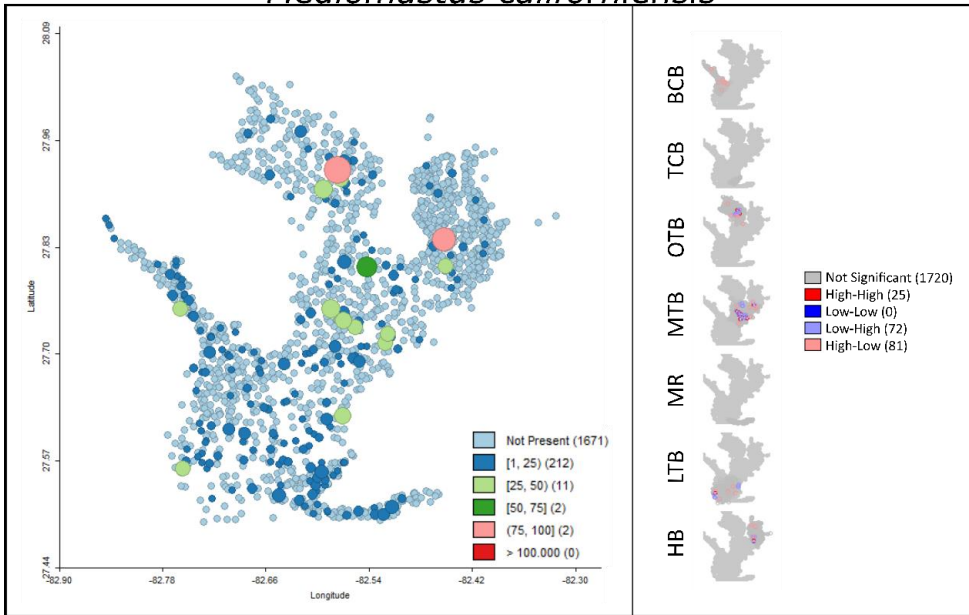 Mediomastus californiensis
28.09
27.96
27.83
27.70
27.57
27.44
Latitude
-82.90
-82.78
-82.66
-82.54
-82.42
-82.30
Longitude
Not Present (1671)
[1, 25) (212)
[25, 50) (11)
[50, 75] (2)
(75, 100] (2)
> 100.000 (0)
BCB
TCB
OTB
MTB
MR
LTB
HB
Not Significant (1720)
High-High (25)
Low-Low (0)
Low-High (72)
High-Low (81)